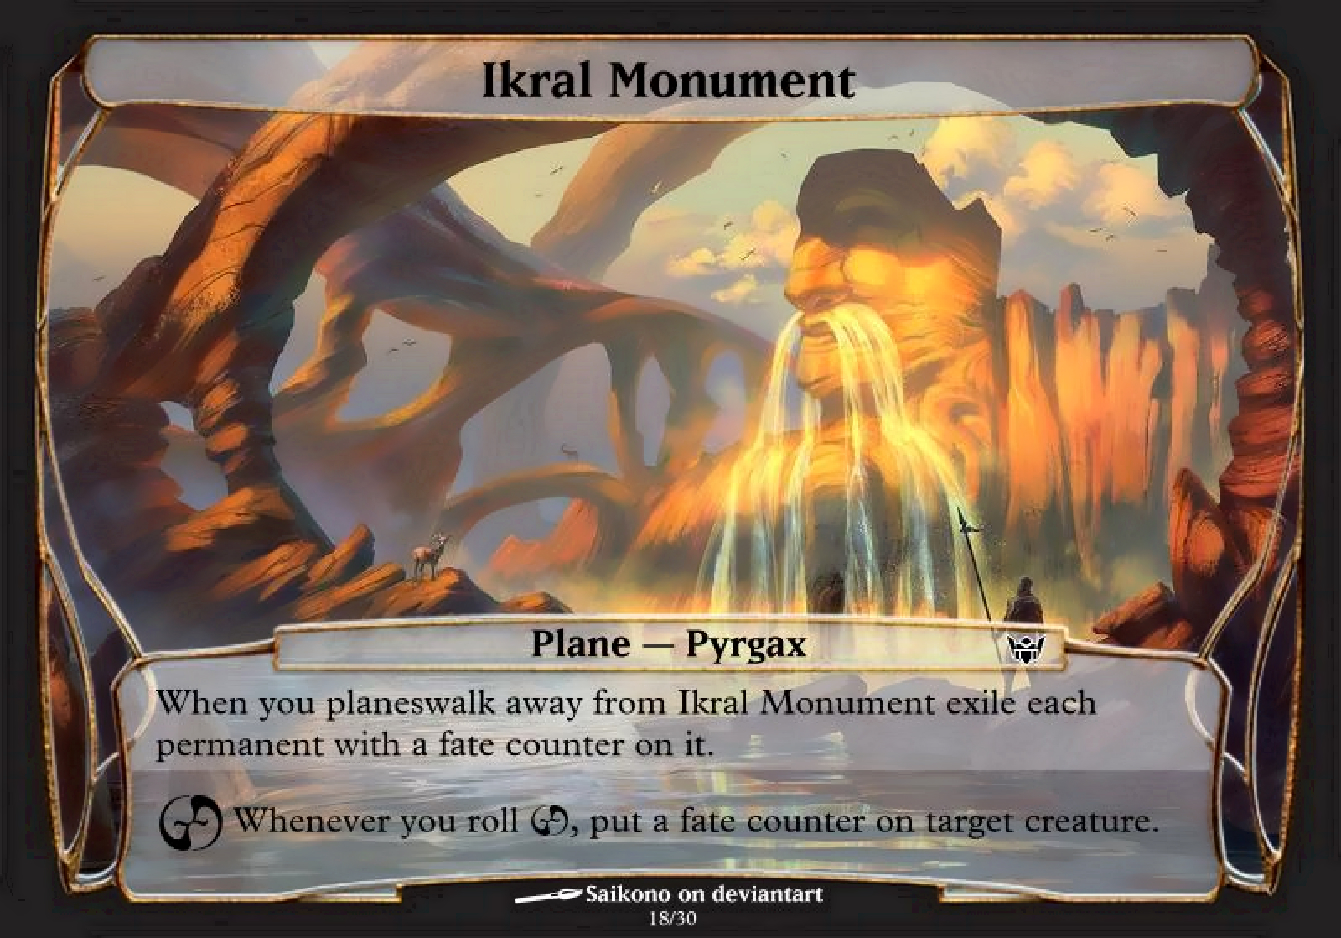 Ikral Monument
Plane — Pyrgax
When you planeswalk away from Ikral Monument exile each
permanent with a fate counter on it.
Whenever you roll , put a fate counter on target creature.
Saikono on deviantart
18/30